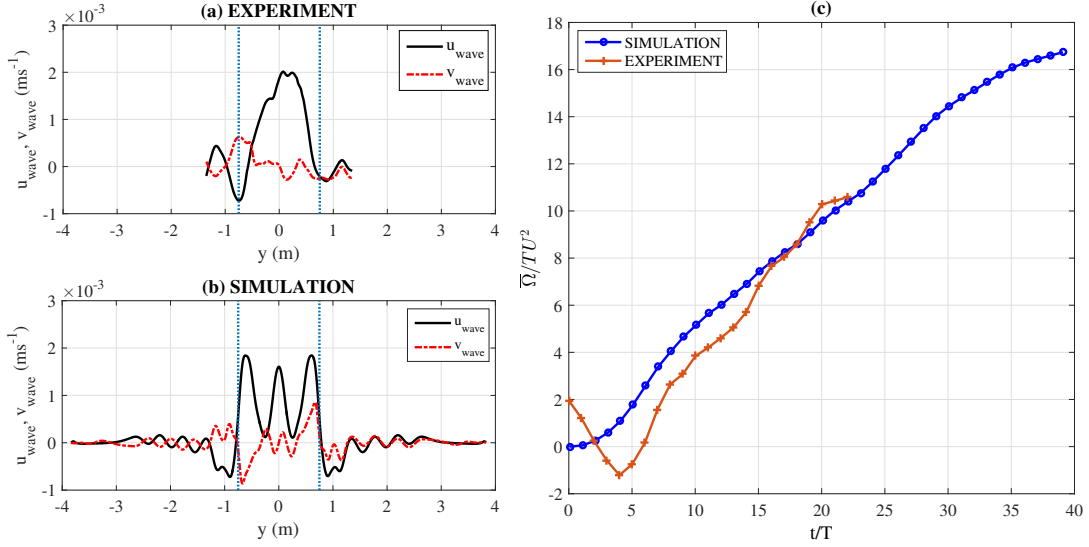 (a) EXPERIMENT
×10⁻³
3
2
1
0
-1
-4 -3 -2 -1 0 1 2 3 4
y (m)
u_wave, v_wave (ms⁻¹)
u_wave
v_wave
(b) SIMULATION
×10⁻³
3
2
1
0
-1
-4 -3 -2 -1 0 1 2 3 4
y (m)
u_wave, v_wave (ms⁻¹)
u_wave
v_wave
(c)
18
16
14
12
10
8
6
4
2
0
-2
0 5 10 15 20 25 30 35 40
t/T
Ω̅/TU²
SIMULATION
EXPERIMENT